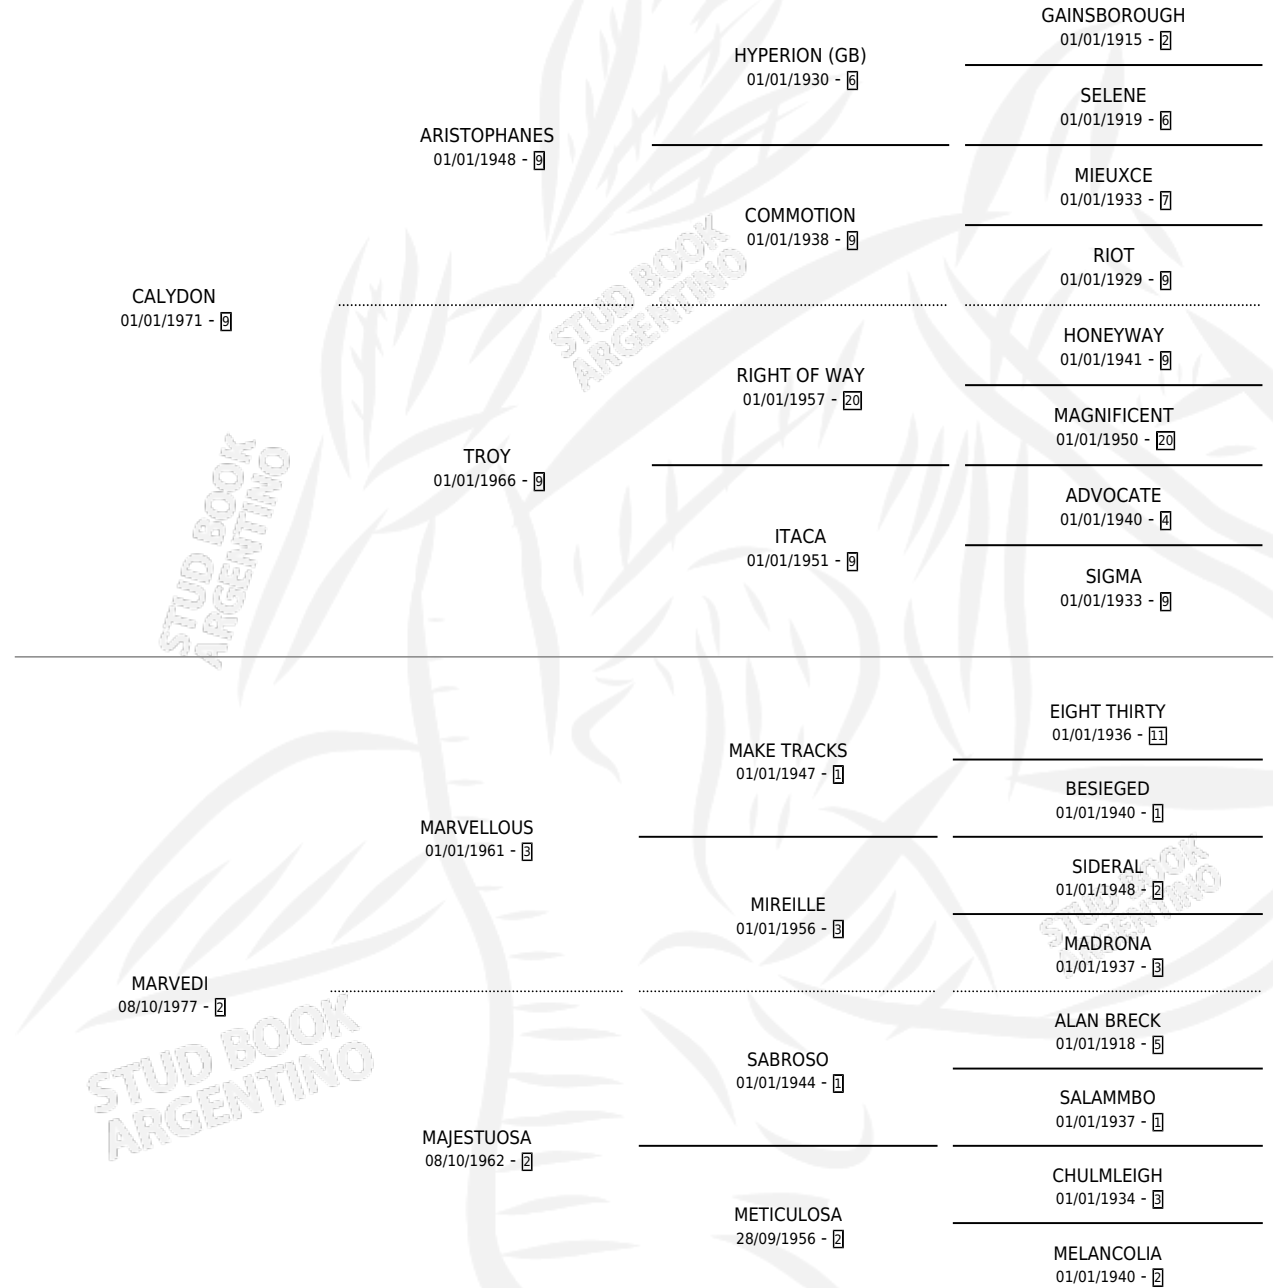 GAINSBOROUGH
01/01/1915 - 2
HYPERION (GB)
01/01/1930 - 6
SELENE
01/01/1919 - 6
ARISTOPHANES
01/01/1948 - 9
MIEUXCE
01/01/1933 - 7
COMMOTION
01/01/1938 - 9
RIOT
01/01/1929 - 9
CALYDON
01/01/1971 - 9
STUD BOOK
ARGENTINO
HONEYWAY
01/01/1941 - 9
RIGHT OF WAY
01/01/1957 - 20
MAGNIFICENT
01/01/1950 - 20
TROY
01/01/1966 - 9
ADVOCATE
01/01/1940 - 4
ITACA
01/01/1951 - 9
SIGMA
01/01/1933 - 9
STUD BOOK
ARGENTINO
EIGHT THIRTY
01/01/1936 - 11
MAKE TRACKS
01/01/1947 - 1
BESIEGED
01/01/1940 - 1
MARVELLOUS
01/01/1961 - 3
SIDERAL
01/01/1948 - 2
MIREILLE
01/01/1956 - 3
STUD BOOK
ARGENTINO
MADRONA
01/01/1937 - 3
MARVEDI
08/10/1977 - 2
ALAN BRECK
01/01/1918 - 5
SABROSO
01/01/1944 - 1
STUD BOOK
ARGENTINO
SALAMMBO
01/01/1937 - 1
MAJESTUOSA
08/10/1962 - 2
CHULMLEIGH
01/01/1934 - 3
METICULOSA
28/09/1956 - 2
MELANCOLIA
01/01/1940 - 2